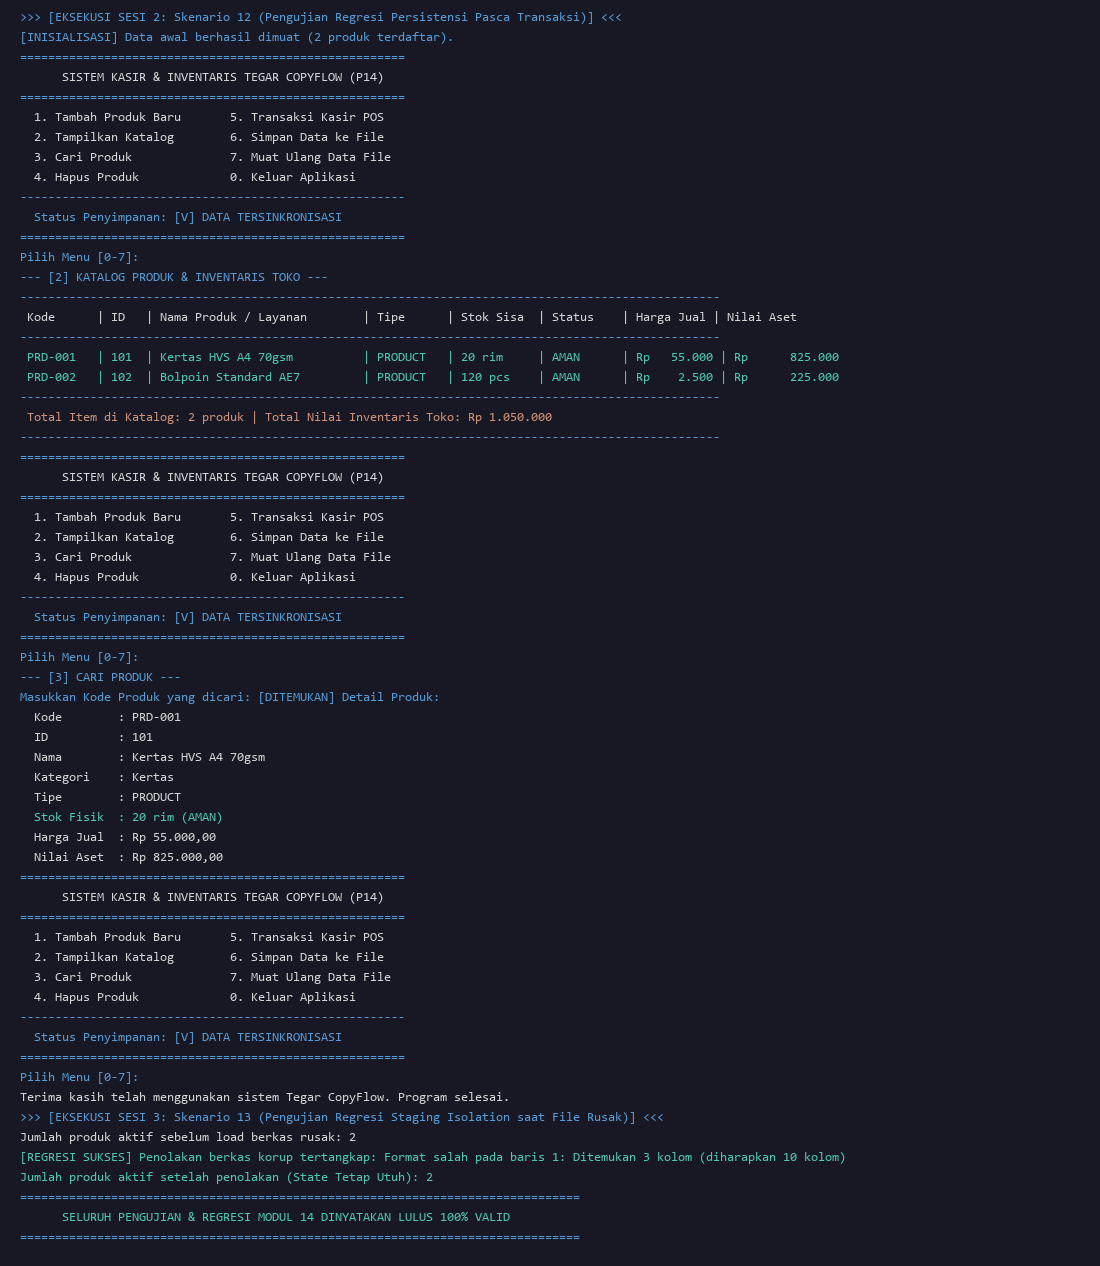 >>> [EKSEKUSI SESI 2: Skenario 12 (Pengujian Regresi Persistensi Pasca Transaksi)] <<<
[INISIALISASI] Data awal berhasil dimuat (2 produk terdaftar).
=======================================================
      SISTEM KASIR & INVENTARIS TEGAR COPYFLOW (P14)
=======================================================
  1. Tambah Produk Baru       5. Transaksi Kasir POS
  2. Tampilkan Katalog        6. Simpan Data ke File
  3. Cari Produk              7. Muat Ulang Data File
  4. Hapus Produk             0. Keluar Aplikasi
-------------------------------------------------------
  Status Penyimpanan: [V] DATA TERSINKRONISASI
=======================================================
Pilih Menu [0-7]:
--- [2] KATALOG PRODUK & INVENTARIS TOKO ---
----------------------------------------------------------------------------------------------------
 Kode      | ID   | Nama Produk / Layanan        | Tipe      | Stok Sisa  | Status    | Harga Jual | Nilai Aset
----------------------------------------------------------------------------------------------------
 PRD-001   | 101  | Kertas HVS A4 70gsm          | PRODUCT   | 20 rim     | AMAN      | Rp   55.000 | Rp      825.000
 PRD-002   | 102  | Bolpoin Standard AE7         | PRODUCT   | 120 pcs    | AMAN      | Rp    2.500 | Rp      225.000
----------------------------------------------------------------------------------------------------
 Total Item di Katalog: 2 produk | Total Nilai Inventaris Toko: Rp 1.050.000
----------------------------------------------------------------------------------------------------
=======================================================
      SISTEM KASIR & INVENTARIS TEGAR COPYFLOW (P14)
=======================================================
  1. Tambah Produk Baru       5. Transaksi Kasir POS
  2. Tampilkan Katalog        6. Simpan Data ke File
  3. Cari Produk              7. Muat Ulang Data File
  4. Hapus Produk             0. Keluar Aplikasi
-------------------------------------------------------
  Status Penyimpanan: [V] DATA TERSINKRONISASI
=======================================================
Pilih Menu [0-7]:
--- [3] CARI PRODUK ---
Masukkan Kode Produk yang dicari: [DITEMUKAN] Detail Produk:
  Kode        : PRD-001
  ID          : 101
  Nama        : Kertas HVS A4 70gsm
  Kategori    : Kertas
  Tipe        : PRODUCT
  Stok Fisik  : 20 rim (AMAN)
  Harga Jual  : Rp 55.000,00
  Nilai Aset  : Rp 825.000,00
=======================================================
      SISTEM KASIR & INVENTARIS TEGAR COPYFLOW (P14)
=======================================================
  1. Tambah Produk Baru       5. Transaksi Kasir POS
  2. Tampilkan Katalog        6. Simpan Data ke File
  3. Cari Produk              7. Muat Ulang Data File
  4. Hapus Produk             0. Keluar Aplikasi
-------------------------------------------------------
  Status Penyimpanan: [V] DATA TERSINKRONISASI
=======================================================
Pilih Menu [0-7]:
Terima kasih telah menggunakan sistem Tegar CopyFlow. Program selesai.
>>> [EKSEKUSI SESI 3: Skenario 13 (Pengujian Regresi Staging Isolation saat File Rusak)] <<<
Jumlah produk aktif sebelum load berkas rusak: 2
[REGRESI SUKSES] Penolakan berkas korup tertangkap: Format salah pada baris 1: Ditemukan 3 kolom (diharapkan 10 kolom)
Jumlah produk aktif setelah penolakan (State Tetap Utuh): 2
================================================================================
      SELURUH PENGUJIAN & REGRESI MODUL 14 DINYATAKAN LULUS 100% VALID
================================================================================